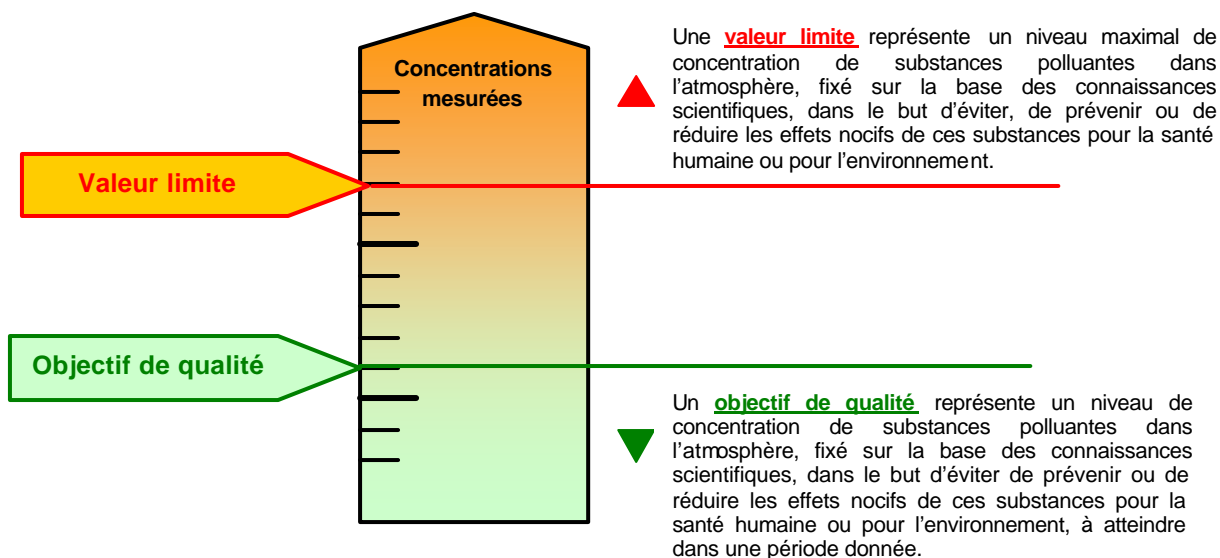 Concentrations
mesurées
Valeur limite
Objectif de qualité
Une valeur limite représente un niveau maximal de
concentration de substances polluantes dans
l'atmosphère, fixé sur la base des connaissances
scientifiques, dans le but d'éviter, de prévenir ou de
réduire les effets nocifs de ces substances pour la santé
humaine ou pour l'environnement.
Un objectif de qualité représente un niveau de
concentration de substances polluantes dans
l'atmosphère, fixé sur la base des connaissances
scientifiques, dans le but d'éviter de prévenir ou de
réduire les effets nocifs de ces substances pour la
santé humaine ou pour l'environnement, à atteindre
dans une période donnée.